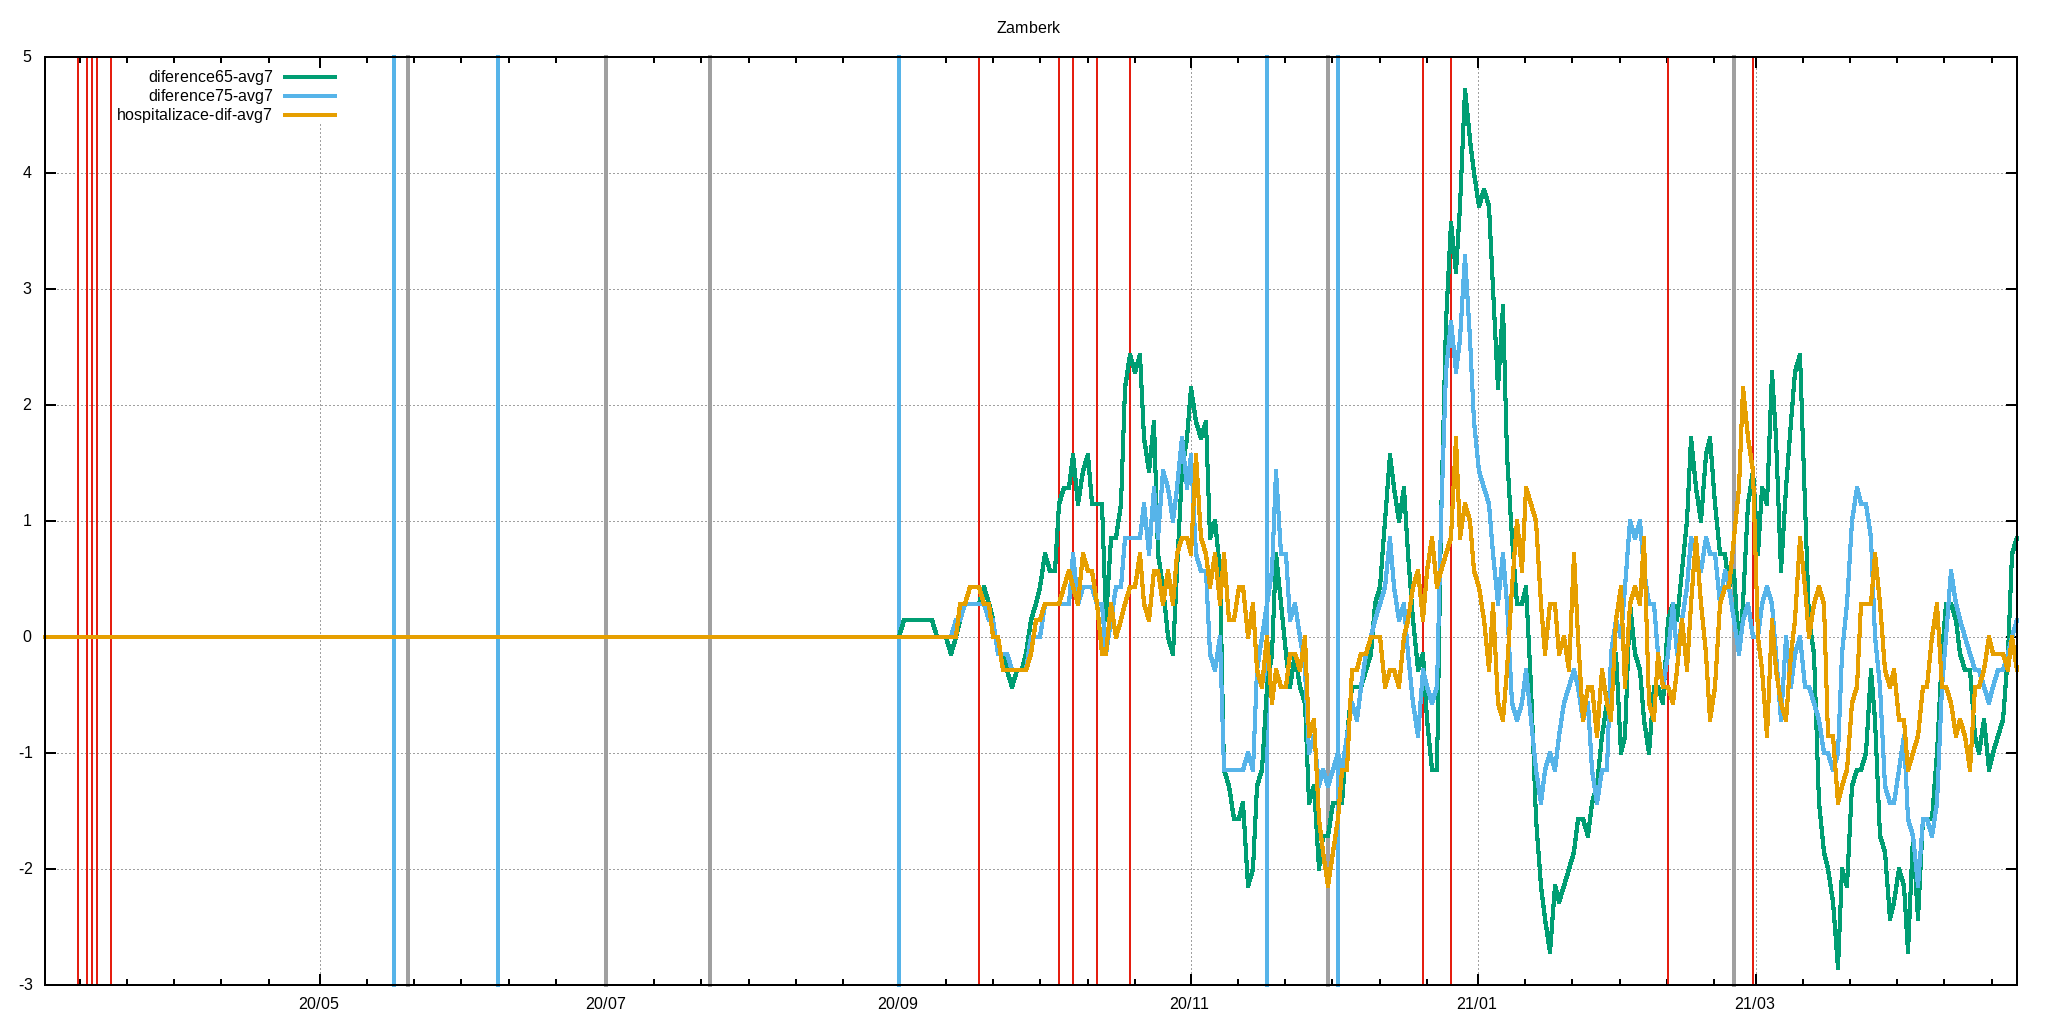 Zamberk
5
diference65-avg7
diference75-avg7
hospitalizace-dif-avg7
4
3
2
1
0
-1
-2
-3
20/05 20/07 20/09 20/11 21/01 21/03